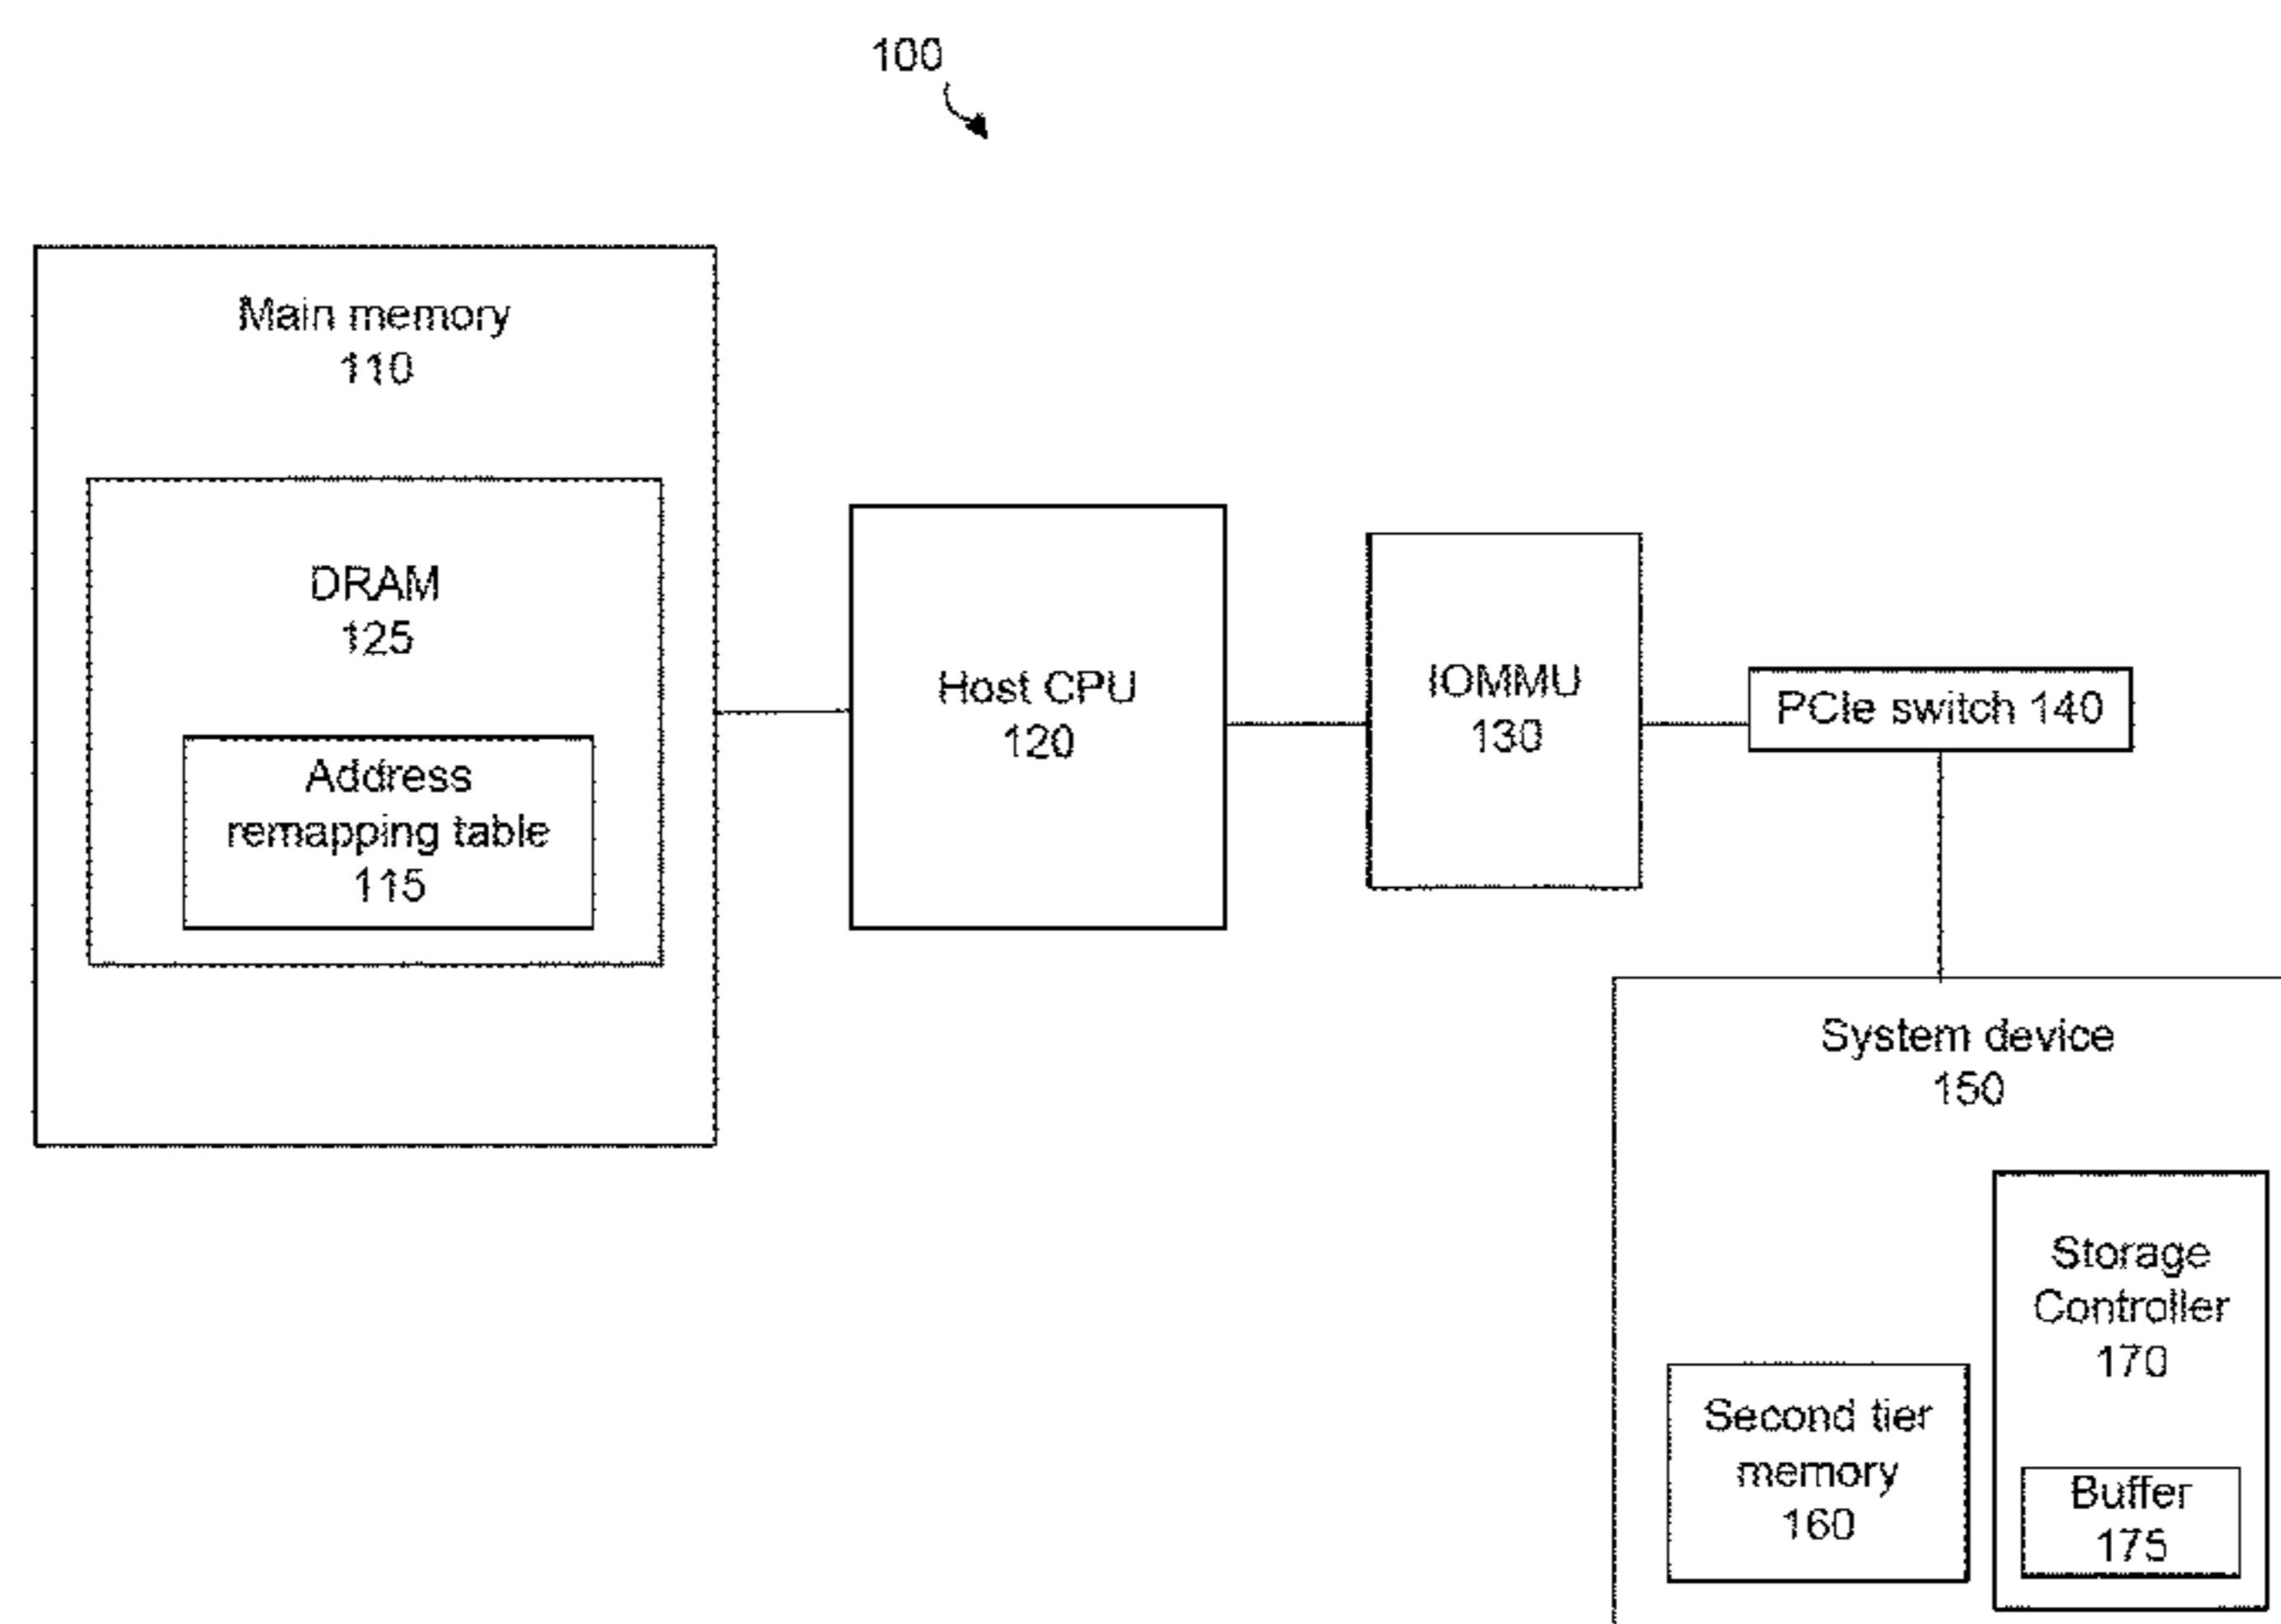 100
Main memory
110
DRAM
125
Address
remapping table
115
Host CPU
120
IOMMU
130
PCIe switch 140
System device
150
Second tier
memory
160
Storage
Controller
170
Buffer
175